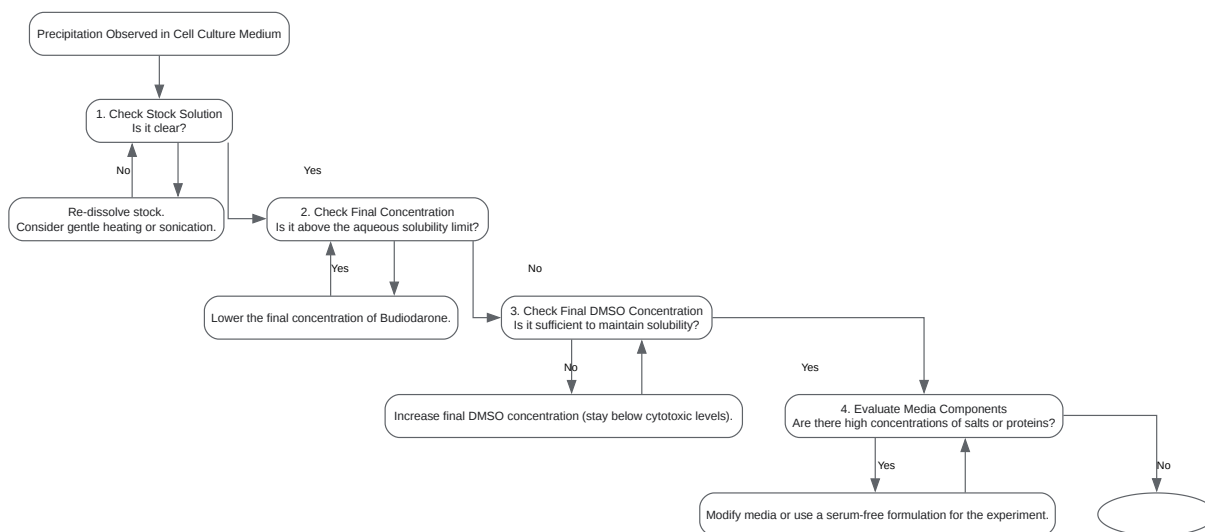 Precipitation Observed in Cell Culture Medium
1. Check Stock Solution
Is it clear?
No
Yes
Re-dissolve stock.
Consider gentle heating or sonication.
2. Check Final Concentration
Is it above the aqueous solubility limit?
Yes
No
Lower the final concentration of Budiodarone.
3. Check Final DMSO Concentration
Is it sufficient to maintain solubility?
No
Yes
Increase final DMSO concentration (stay below cytotoxic levels).
4. Evaluate Media Components
Are there high concentrations of salts or proteins?
Yes
No
Modify media or use a serum-free formulation for the experiment.